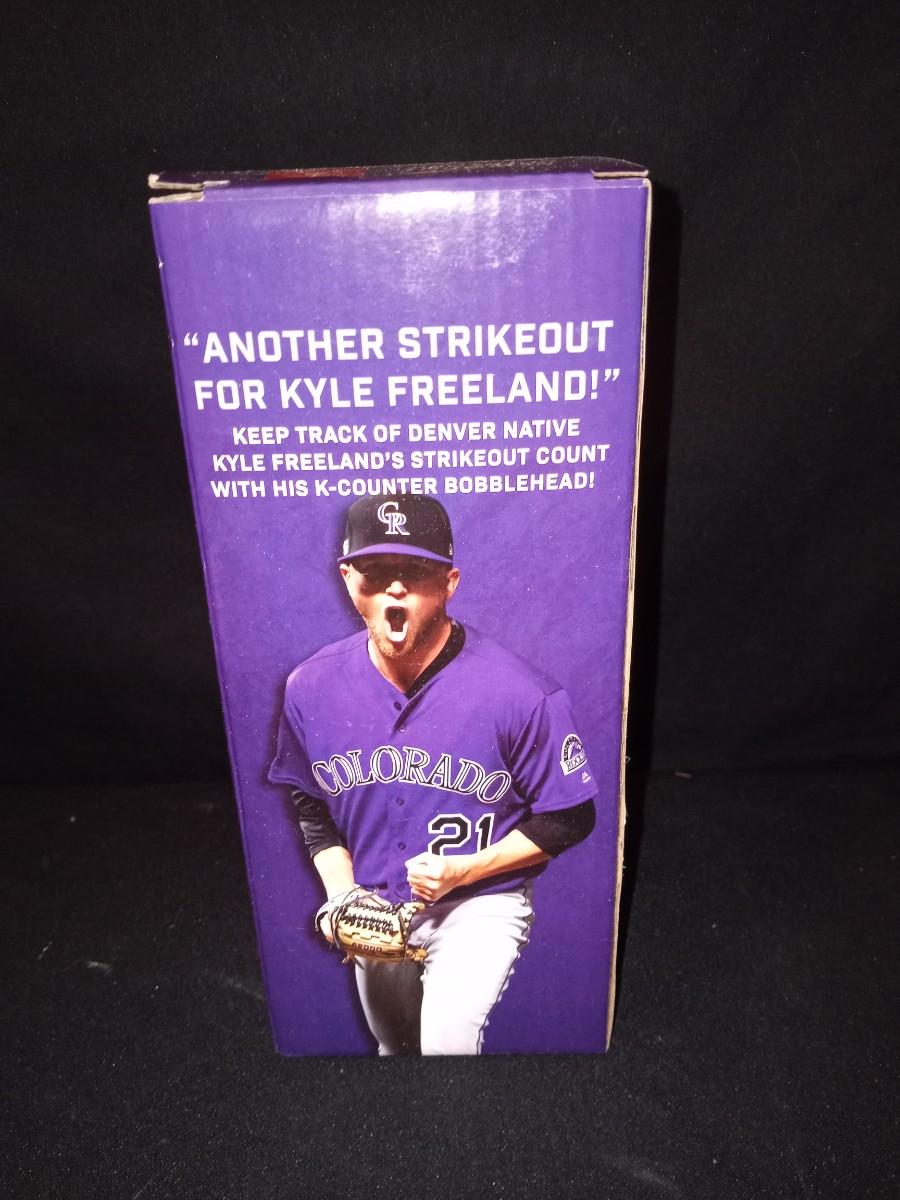 “ANOTHER STRIKEOUT
FOR KYLE FREELAND!”
KEEP TRACK OF DENVER NATIVE
KYLE FREELAND’S STRIKEOUT COUNT
WITH HIS K-COUNTER BOBBLEHEAD!
CR
COLORADO
ROCKIES
21